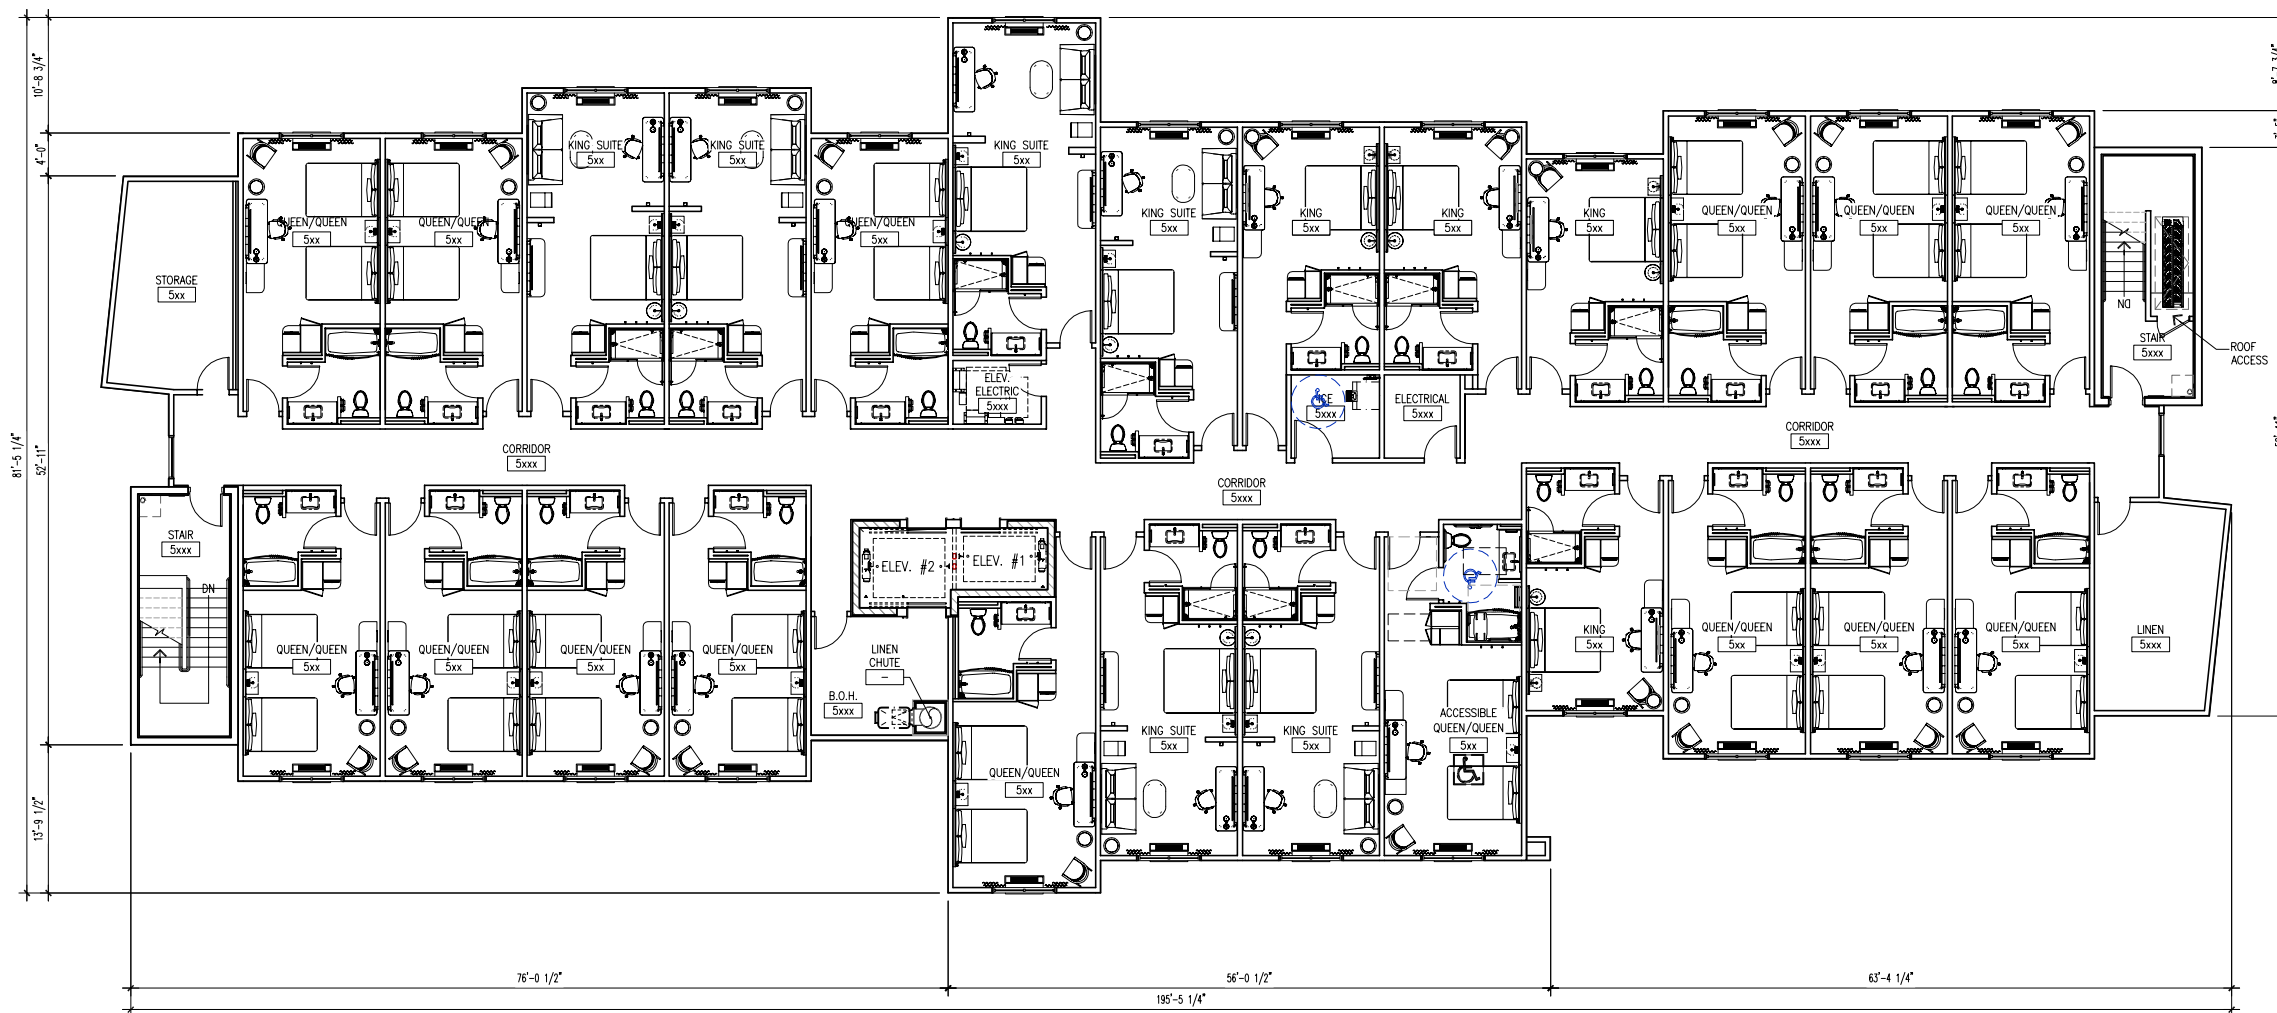 10'-8 3/4"
4'-0"
81'-5 1/4"
52'-11"
13'-9 1/2"
KING SUITE
5xx
KING SUITE
5xx
KING SUITE
5xx
QUEEN/QUEEN
5xx
QUEEN/QUEEN
5xx
QUEEN/QUEEN
5xx
KING SUITE
5xx
KING
5xx
KING
5xx
KING
5xx
QUEEN/QUEEN
5xx
QUEEN/QUEEN
5xx
QUEEN/QUEEN
5xx
STORAGE
5xx
DN
STAIR
5xxx
ROOF
ACCESS
ELEV.
ELECTRIC
5xxx
ICE
5xxx
ELECTRICAL
5xxx
CORRIDOR
5xxx
CORRIDOR
5xxx
CORRIDOR
5xxx
STAIR
5xxx
DN
ELEV. #2
ELEV. #1
QUEEN/QUEEN
5xx
QUEEN/QUEEN
5xx
QUEEN/QUEEN
5xx
QUEEN/QUEEN
5xx
LINEN
CHUTE
-
B.O.H.
5xxx
QUEEN/QUEEN
5xx
KING SUITE
5xx
KING SUITE
5xx
ACCESSIBLE
QUEEN/QUEEN
5xx
KING
5xx
QUEEN/QUEEN
5xx
QUEEN/QUEEN
5xx
QUEEN/QUEEN
5xx
LINEN
5xxx
76'-0 1/2"
56'-0 1/2"
63'-4 1/4"
195'-5 1/4"